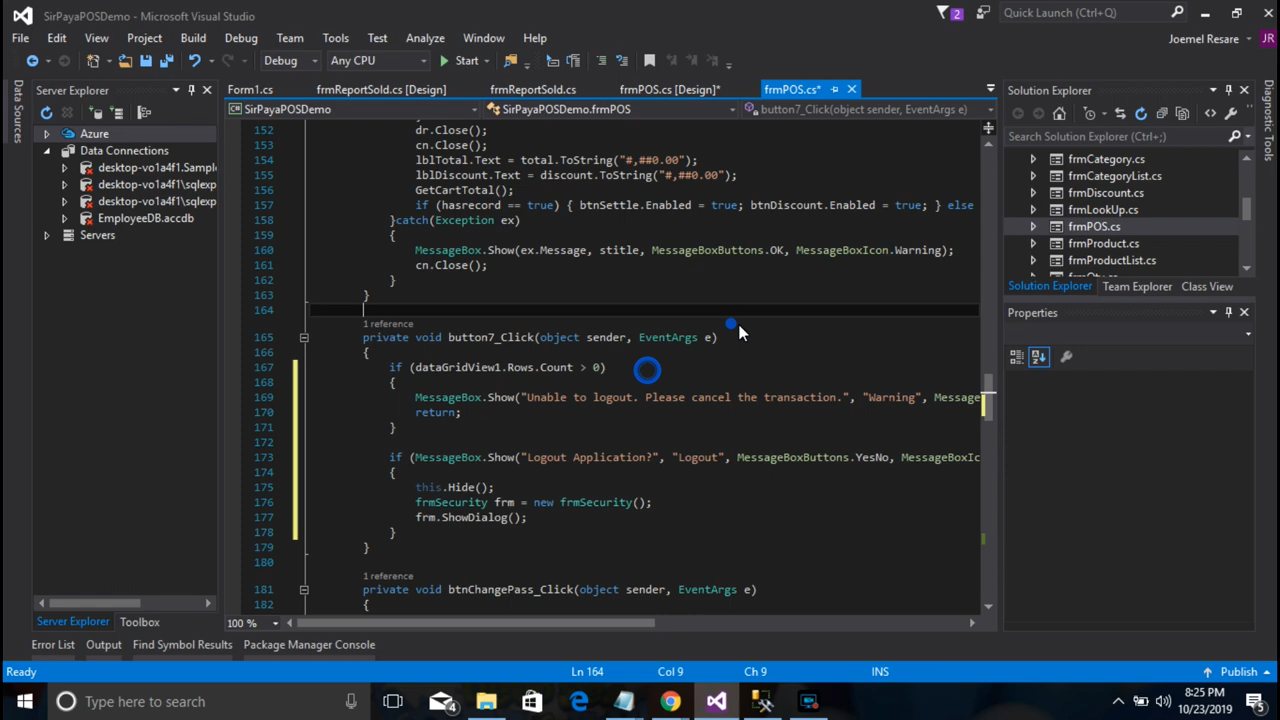 SirPayaPOSDemo - Microsoft Visual Studio
2
Quick Launch (Ctrl+Q)
File Edit View Project Build Debug Team Tools Test Analyze Window Help
Joemel Resare JR
Debug Any CPU Start
Data Sources
Server Explorer
Azure
Data Connections
desktop-vo1a4f1.Sampl
desktop-vo1a4f1\sqlexp
desktop-vo1a4f1\sqlexp
EmployeeDB.accdb
Servers
Server Explorer Toolbox
Form1.cs frmReportSold.cs [Design] frmReportSold.cs frmPOS.cs [Design]* frmPOS.cs*
SirPayaPOSDemo SirPayaPOSDemo.frmPOS button7_Click(object sender, EventArgs e)
152 dr.Close();
153 cn.Close();
154 lblTotal.Text = total.ToString("#,##0.00");
155 lblDiscount.Text = discount.ToString("#,##0.00");
156 GetCartTotal();
157 if (hasrecord == true) { btnSettle.Enabled = true; btnDiscount.Enabled = true; } else
158 }catch(Exception ex)
159 {
160 MessageBox.Show(ex.Message, stitle, MessageBoxButtons.OK, MessageBoxIcon.Warning);
161 cn.Close();
162 }
163 }
164
1 reference
165 private void button7_Click(object sender, EventArgs e)
166 {
167 if (dataGridView1.Rows.Count > 0)
168 {
169 MessageBox.Show("Unable to logout. Please cancel the transaction.", "Warning", Message
170 return;
171 }
172
173 if (MessageBox.Show("Logout Application?", "Logout", MessageBoxButtons.YesNo, MessageBoxIc
174 {
175 this.Hide();
176 frmSecurity frm = new frmSecurity();
177 frm.ShowDialog();
178 }
179 }
180
1 reference
181 private void btnChangePass_Click(object sender, EventArgs e)
182 {
100 %
Solution Explorer
Search Solution Explorer (Ctrl+;)
frmCategory.cs
frmCategoryList.cs
frmDiscount.cs
frmLookUp.cs
frmPOS.cs
frmProduct.cs
frmProductList.cs
Solution Explorer Team Explorer Class View
Properties
Diagnostic Tools
Error List Output Find Symbol Results Package Manager Console
Ready Ln 164 Col 9 Ch 9 INS Publish
Type here to search
4
8:25 PM
10/23/2019
5